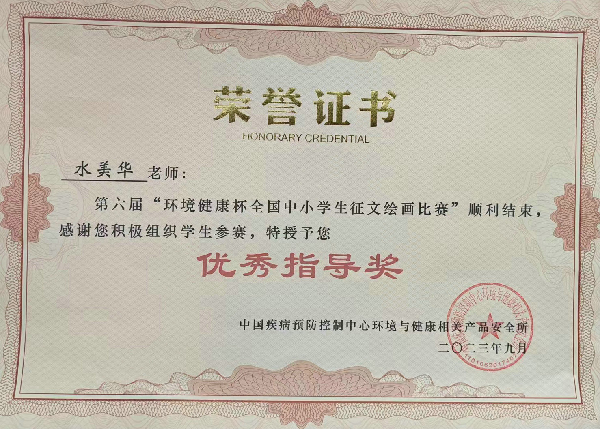 荣誉证书
HONORARY CREDENTIAL
水美华 老师：
第六届“环境健康杯全国中小学生征文绘画比赛”顺利结束，
感谢您积极组织学生参赛，特授予您
优秀指导奖
中国疾病预防控制中心环境与健康相关产品安全所
二〇二三年九月